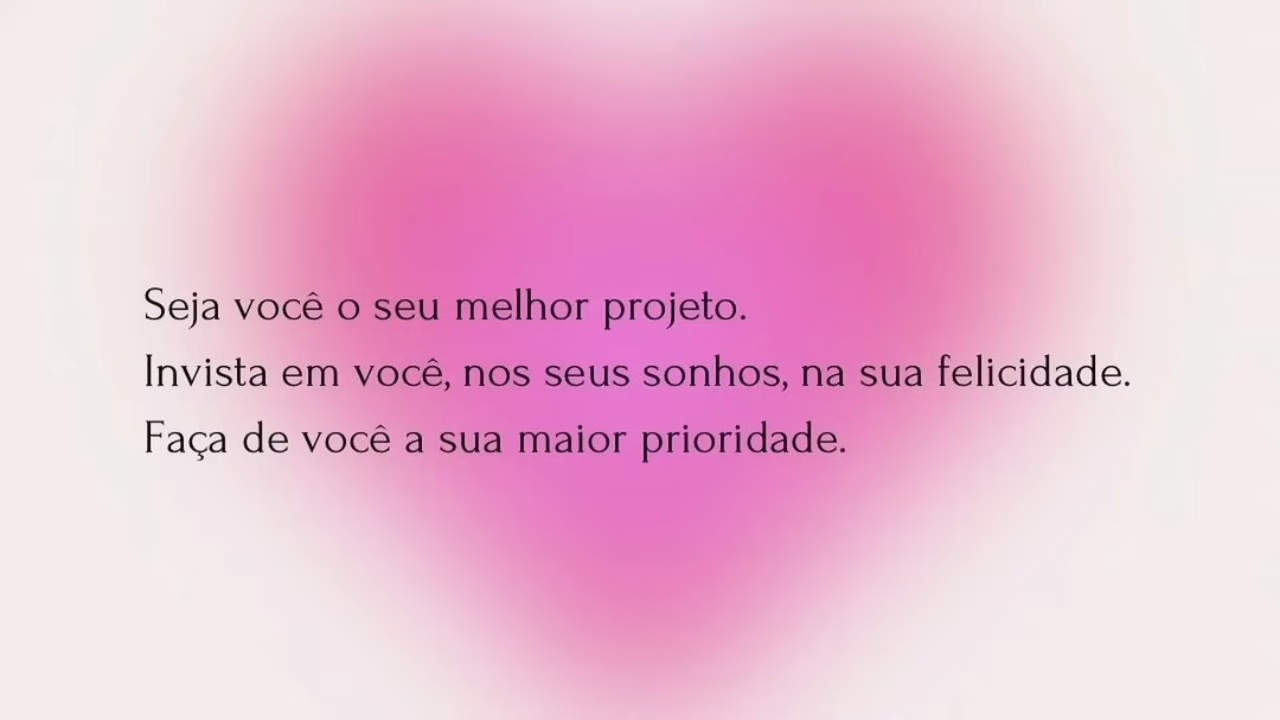 Seja você o seu melhor projeto.
Invista em você, nos seus sonhos, na sua felicidade.
Faça de você a sua maior prioridade.